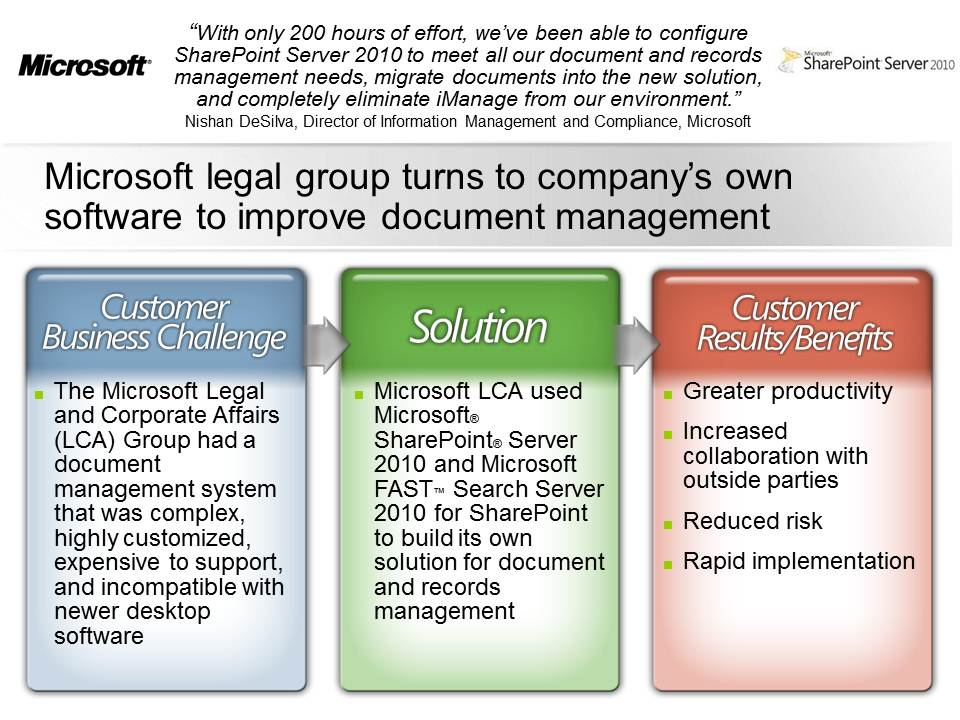 “With only 200 hours of effort, we’ve been able to configure
SharePoint Server 2010 to meet all our document and records
management needs, migrate documents into the new solution,
and completely eliminate iManage from our environment.”
Nishan DeSilva, Director of Information Management and Compliance, Microsoft
Microsoft®
Microsoft®
SharePoint Server 2010
Microsoft legal group turns to company’s own
software to improve document management
Customer
Business Challenge
The Microsoft Legal
and Corporate Affairs
(LCA) Group had a
document
management system
that was complex,
highly customized,
expensive to support,
and incompatible with
newer desktop
software
Solution
Microsoft LCA used
Microsoft®
SharePoint® Server
2010 and Microsoft
FAST™ Search Server
2010 for SharePoint
to build its own
solution for document
and records
management
Customer
Results/Benefits
Greater productivity
Increased
collaboration with
outside parties
Reduced risk
Rapid implementation